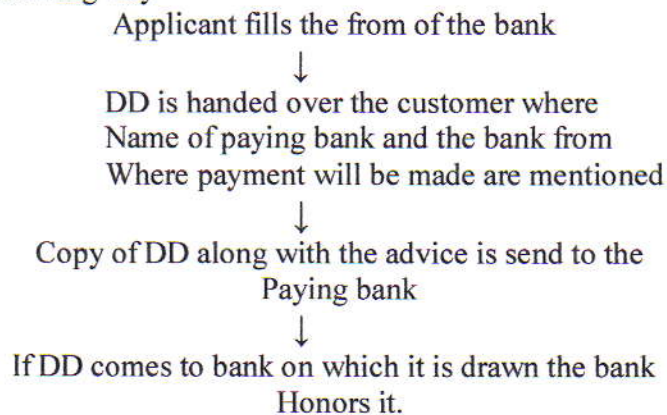 Applicant fills the from of the bank
↓
DD is handed over the customer where
Name of paying bank and the bank from
Where payment will be made are mentioned
↓
Copy of DD along with the advice is send to the
Paying bank
↓
If DD comes to bank on which it is drawn the bank
Honors it.